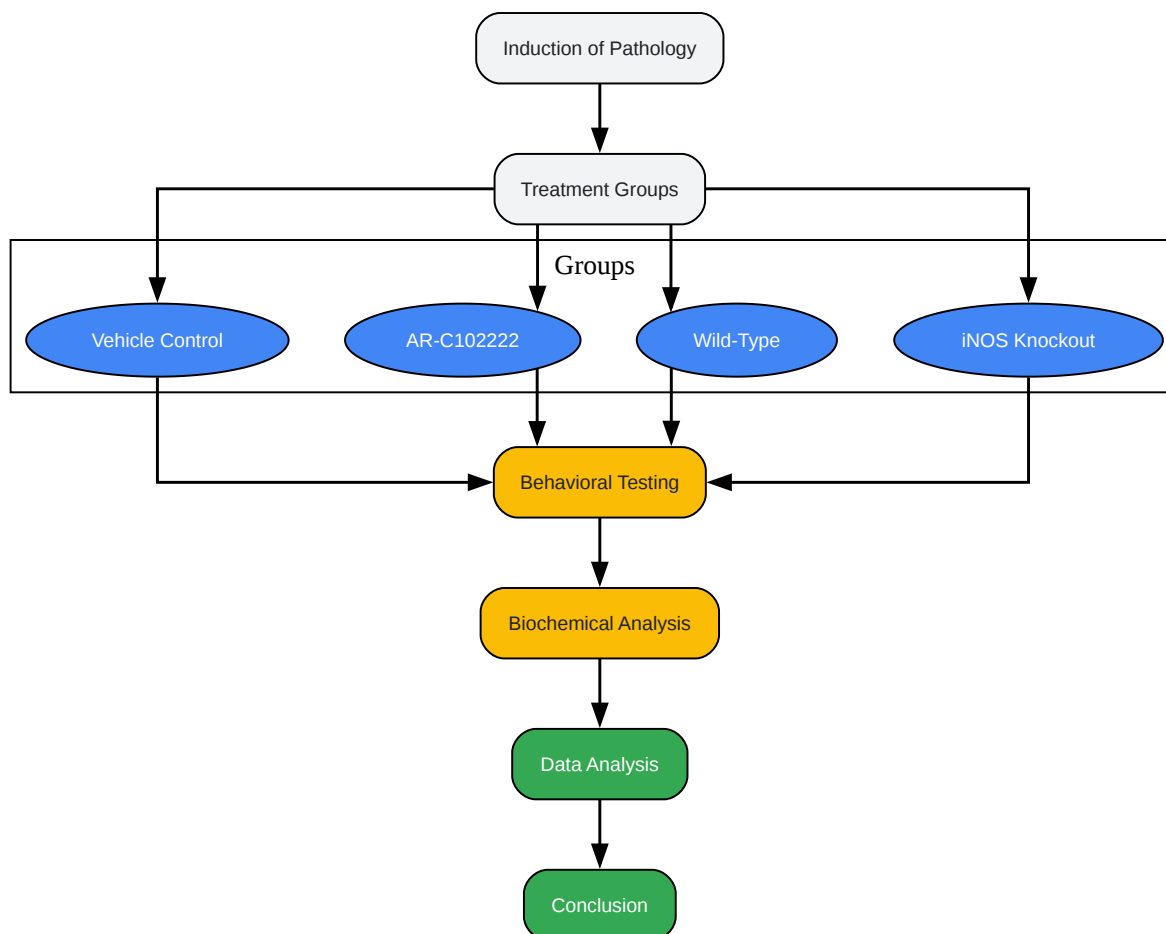 Induction of Pathology
Treatment Groups
Groups
Vehicle Control
AR-C102222
Wild-Type
iNOS Knockout
Behavioral Testing
Biochemical Analysis
Data Analysis
Conclusion